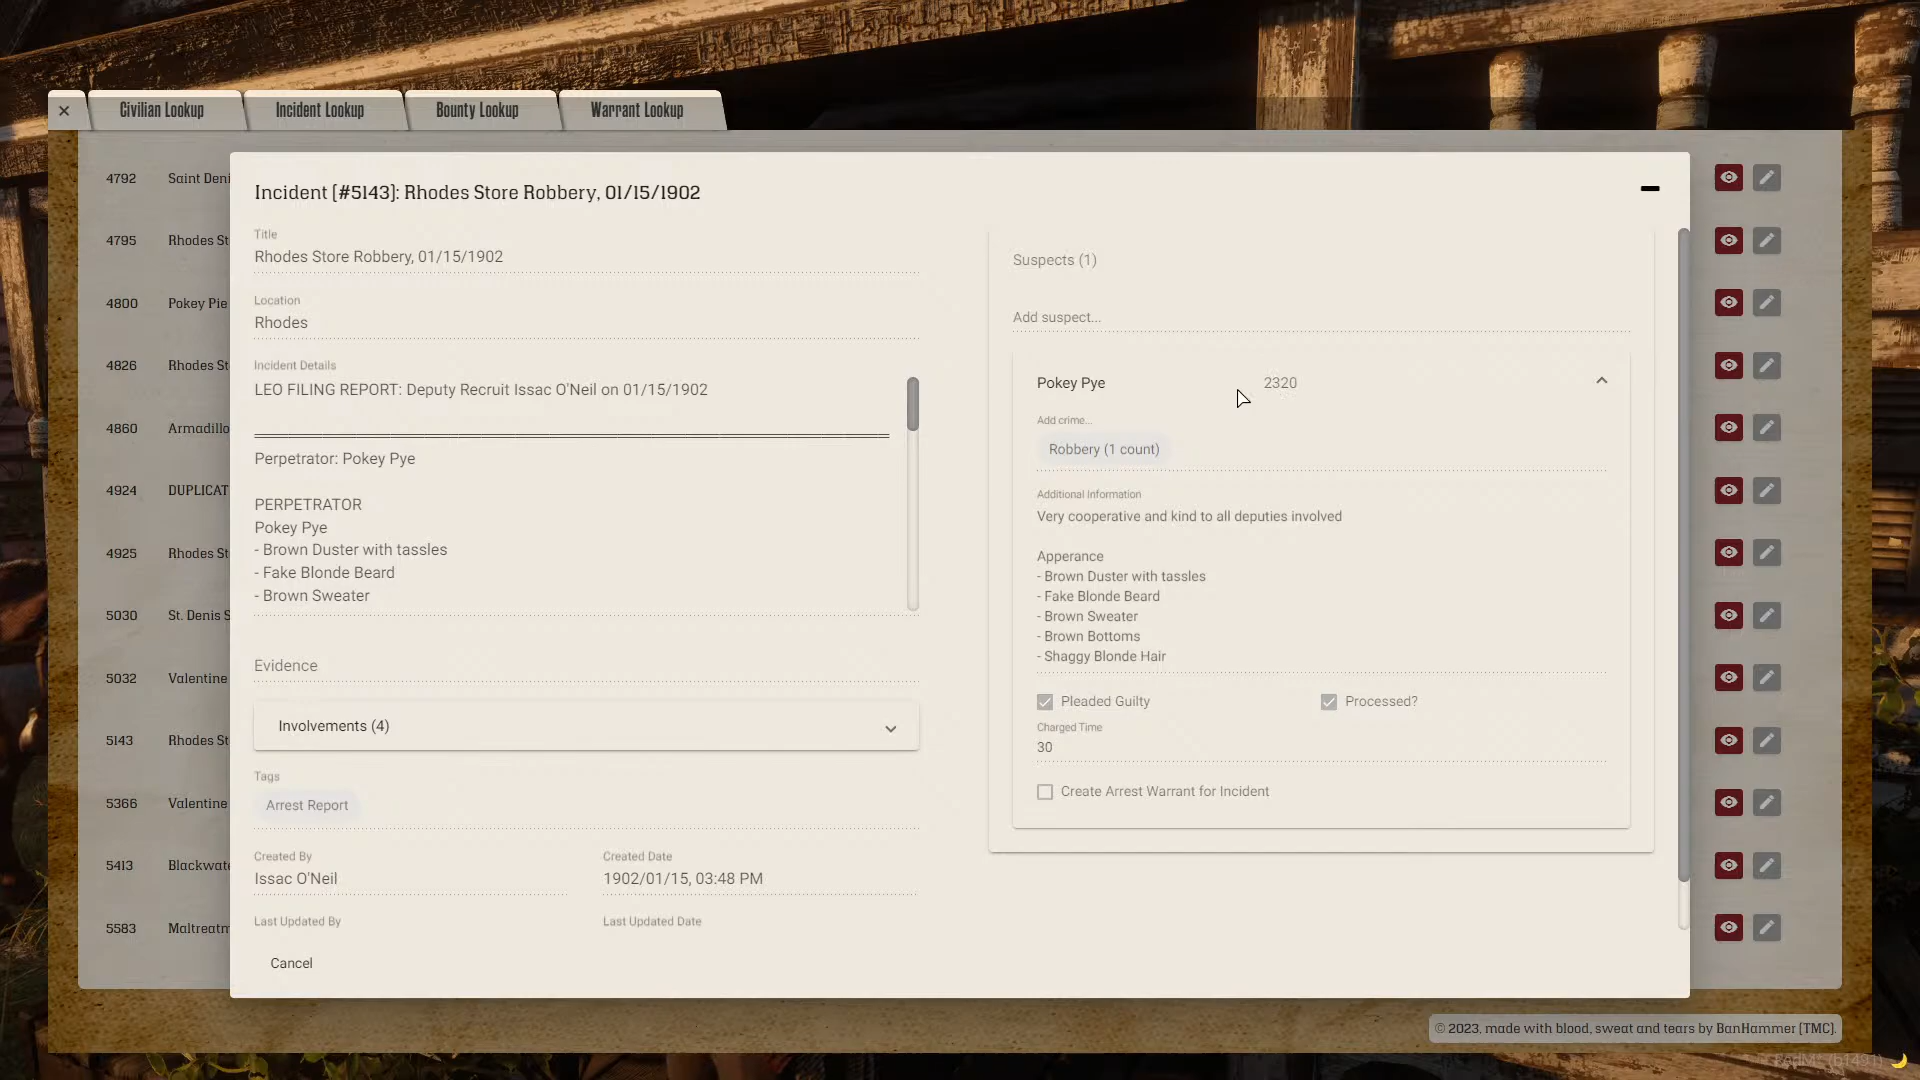 Civilian Lookup
Incident Lookup
Bounty Lookup
Warrant Lookup
4792 Saint Deni
4795 Rhodes St
4800 Pokey Pie
4826 Rhodes St
4860 Armadillo
4924 DUPLICAT
4925 Rhodes St
5030 St. Denis S
5032 Valentine
5143 Rhodes St
5366 Valentine
5413 Blackwate
5583 Maltreatm
Incident [#5143]: Rhodes Store Robbery, 01/15/1902
Title
Rhodes Store Robbery, 01/15/1902
Location
Rhodes
Incident Details
LEO FILING REPORT: Deputy Recruit Issac O'Neil on 01/15/1902
Perpetrator: Pokey Pye
PERPETRATOR
Pokey Pye
- Brown Duster with tassles
- Fake Blonde Beard
- Brown Sweater
Evidence
Involvements (4)
Tags
Arrest Report
Created By
Issac O'Neil
Created Date
1902/01/15, 03:48 PM
Last Updated By
Last Updated Date
Cancel
Suspects (1)
Add suspect...
Pokey Pye 2320
Add crime...
Robbery (1 count)
Additional Information
Very cooperative and kind to all deputies involved
Apperance
- Brown Duster with tassles
- Fake Blonde Beard
- Brown Sweater
- Brown Bottoms
- Shaggy Blonde Hair
Pleaded Guilty
Processed?
Charged Time
30
Create Arrest Warrant for Incident
© 2023, made with blood, sweat and tears by BanHammer [TMC].